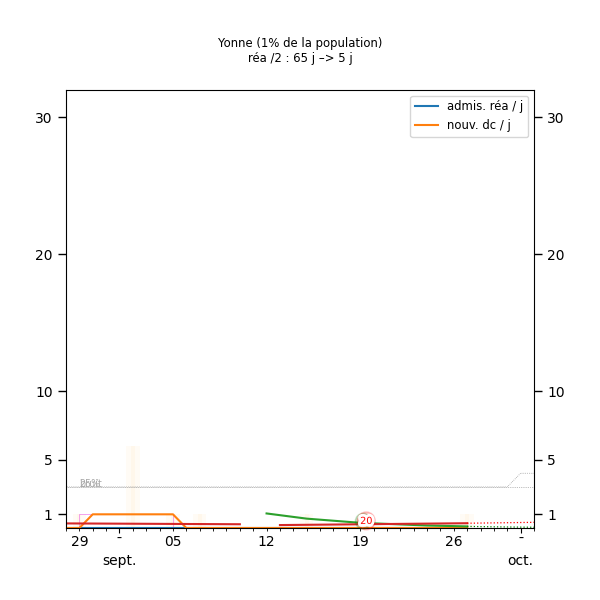 Yonne (1% de la population)
réa /2 : 65 j –> 5 j
admis. réa / j
nouv. dc / j
30 30
20 20
10 10
5 5
1 1
20
29 - 05 12 19 26 -
sept. oct.